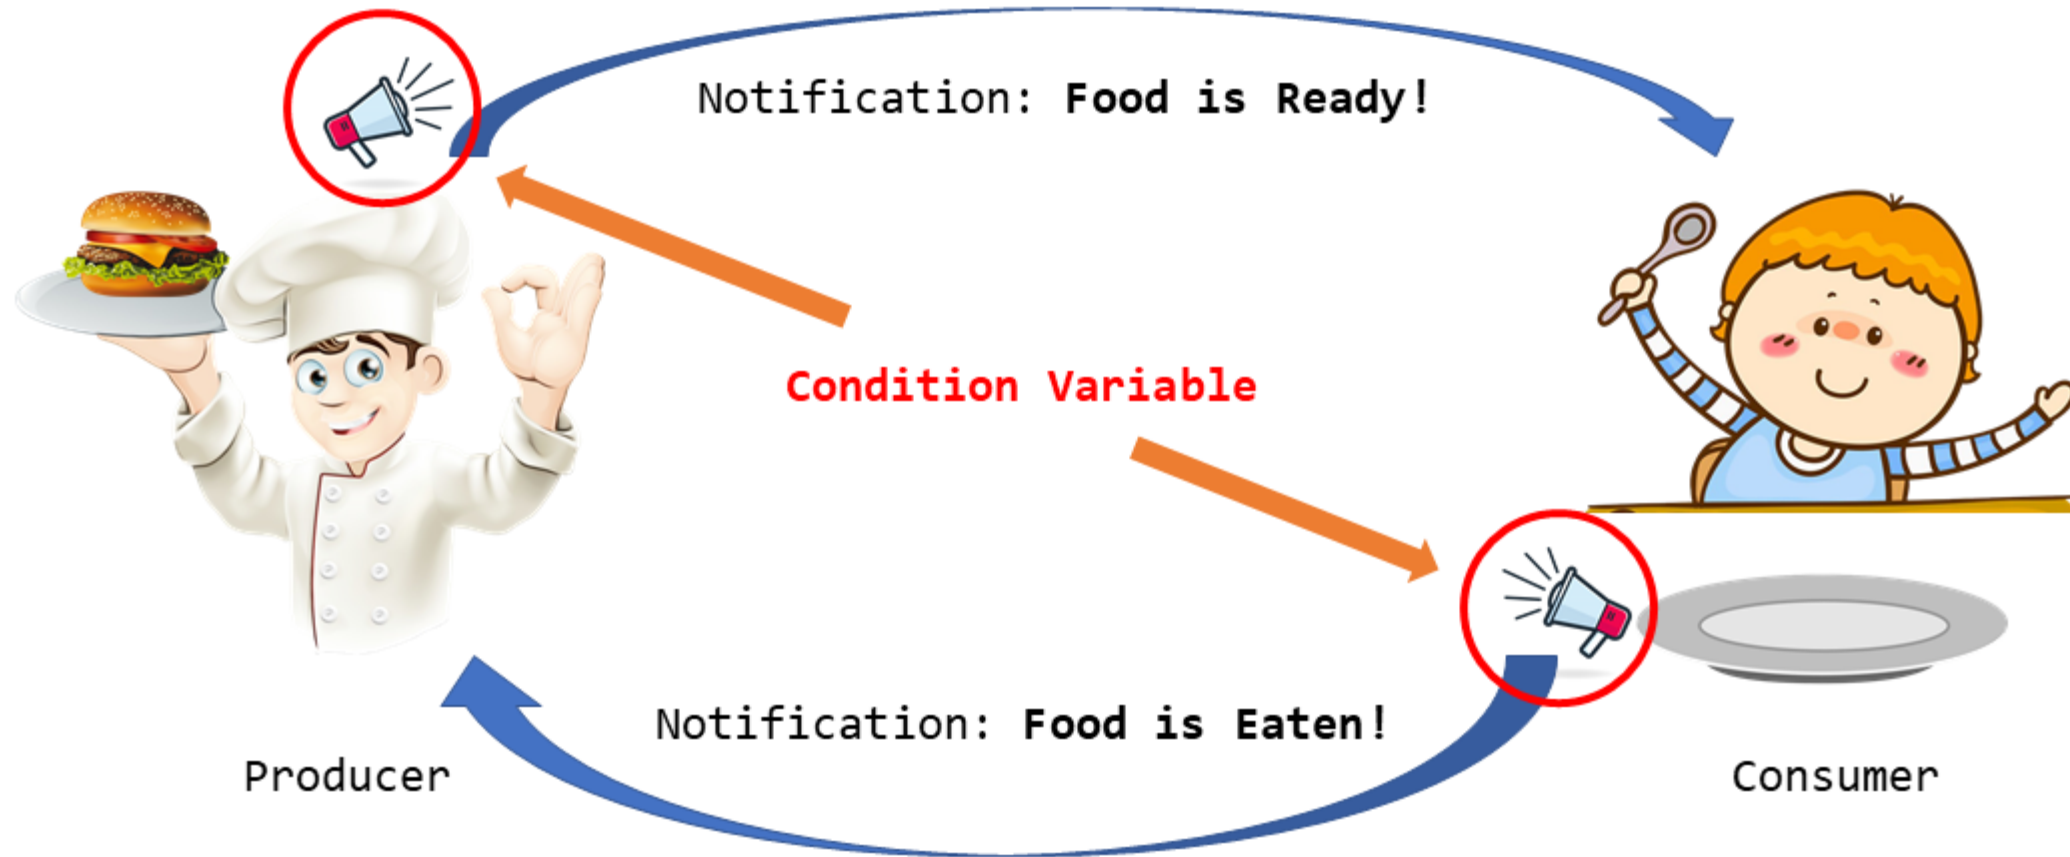 Notification: Food is Ready!
Condition Variable
Notification: Food is Eaten!
Producer
Consumer